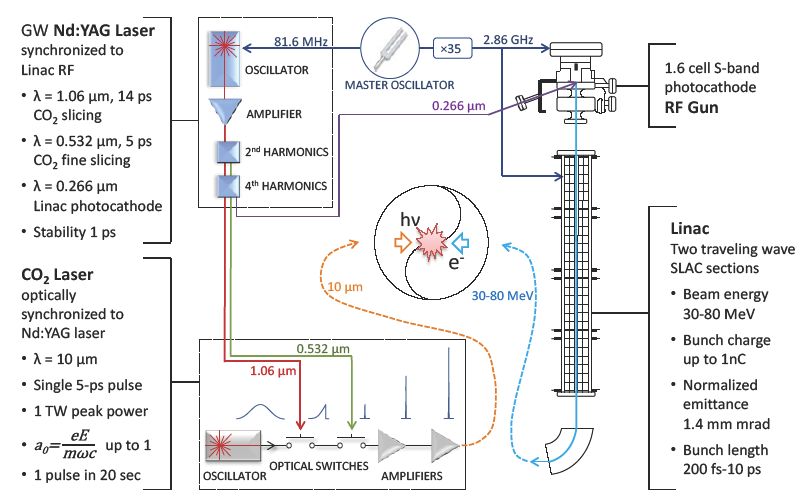 GW Nd:YAG Laser
synchronized to
Linac RF
• λ = 1.06 µm, 14 ps
CO₂ slicing
• λ = 0.532 µm, 5 ps
CO₂ fine slicing
• λ = 0.266 µm
Linac photocathode
• Stability 1 ps
CO₂ Laser
optically
synchronized to
Nd:YAG laser
• λ = 10 µm
• Single 5-ps pulse
• 1 TW peak power
• a₀=eE/mωc up to 1
• 1 pulse in 20 sec
OSCILLATOR
AMPLIFIER
2nd HARMONICS
4th HARMONICS
81.6 MHz
MASTER OSCILLATOR
×35
2.86 GHz
0.266 µm
1.6 cell S-band
photocathode
RF Gun
hν
e-
10 µm
30-80 MeV
Linac
Two traveling wave
SLAC sections
• Beam energy
30-80 MeV
• Bunch charge
up to 1nC
• Normalized
emittance
1.4 mm mrad
• Bunch length
200 fs-10 ps
0.532 µm
1.06 µm
OSCILLATOR
OPTICAL SWITCHES
AMPLIFIERS